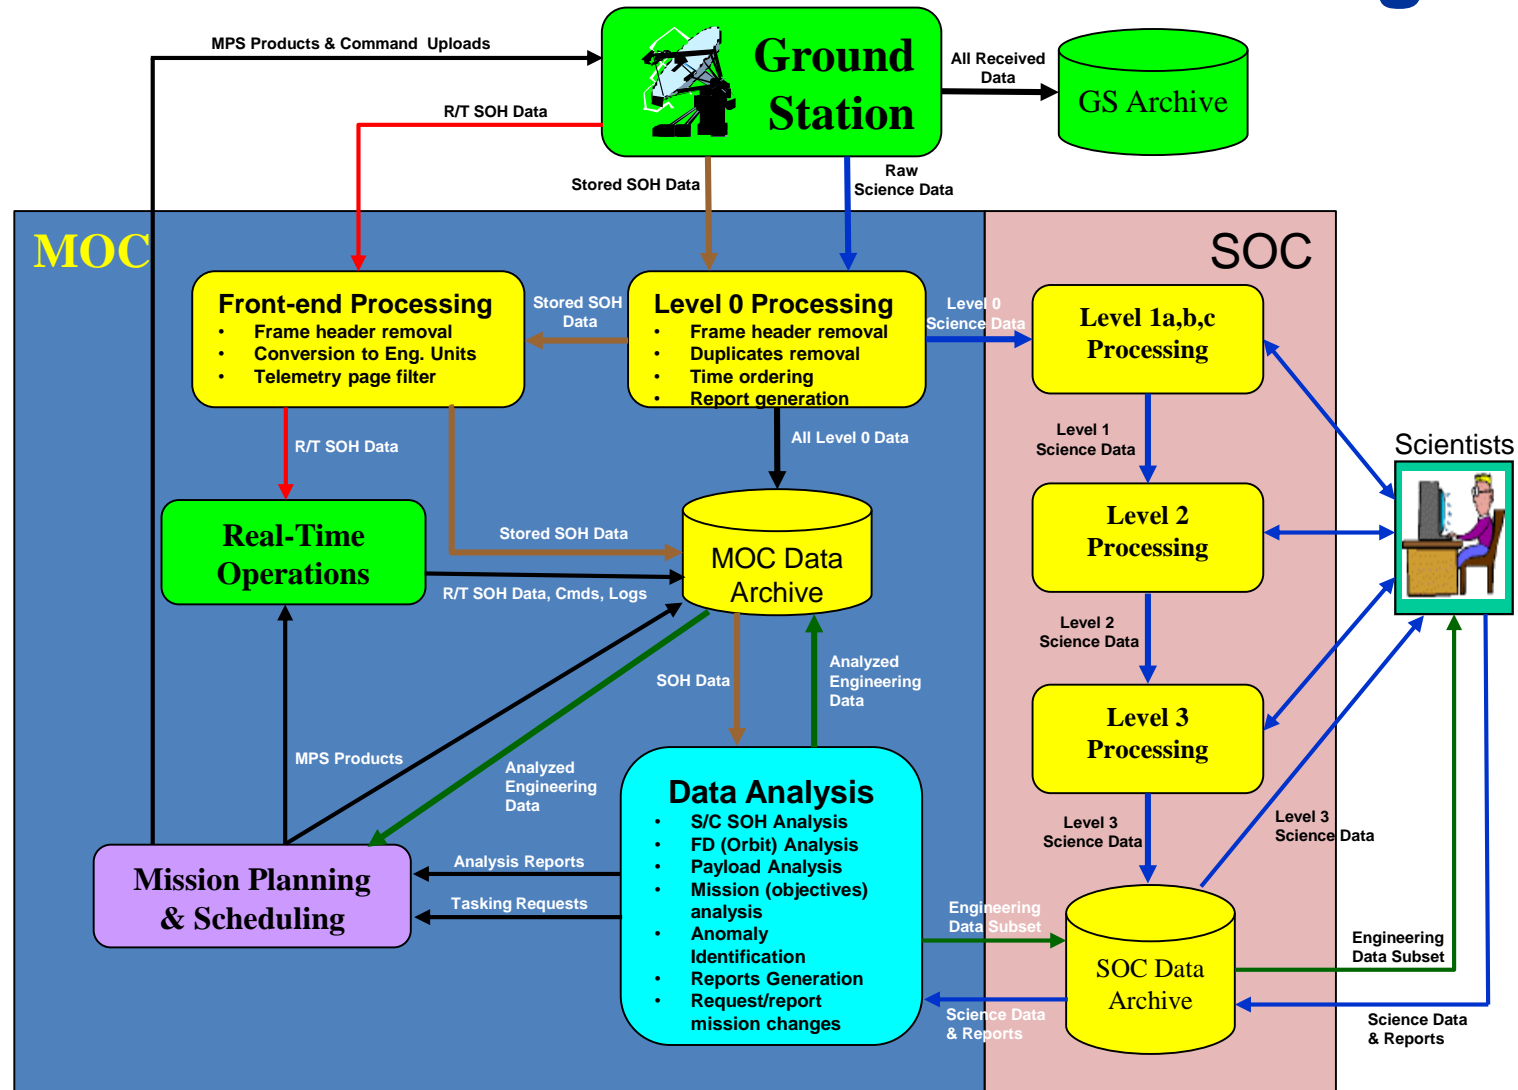 MPS Products & Command Uploads
Ground
Station
All Received
Data
GS Archive
R/T SOH Data
Stored SOH Data
Raw
Science Data
MOC
SOC
Front-end Processing
• Frame header removal
• Conversion to Eng. Units
• Telemetry page filter
Stored SOH
Data
Level 0 Processing
• Frame header removal
• Duplicates removal
• Time ordering
• Report generation
Level 0
Science Data
Level 1a,b,c
Processing
R/T SOH Data
All Level 0 Data
Level 1
Science Data
Scientists
Real-Time
Operations
Stored SOH Data
R/T SOH Data, Cmds, Logs
MOC Data
Archive
Level 2
Processing
Level 2
Science Data
SOH Data
Analyzed
Engineering
Data
Level 3
Processing
MPS Products
Analyzed
Engineering
Data
Data Analysis
• S/C SOH Analysis
• FD (Orbit) Analysis
• Payload Analysis
• Mission (objectives)
analysis
• Anomaly
Identification
• Reports Generation
• Request/report
mission changes
Level 3
Science Data
Level 3
Science Data
Mission Planning
& Scheduling
Analysis Reports
Tasking Requests
Engineering
Data Subset
SOC Data
Archive
Engineering
Data Subset
Science Data
& Reports
Science Data
& Reports